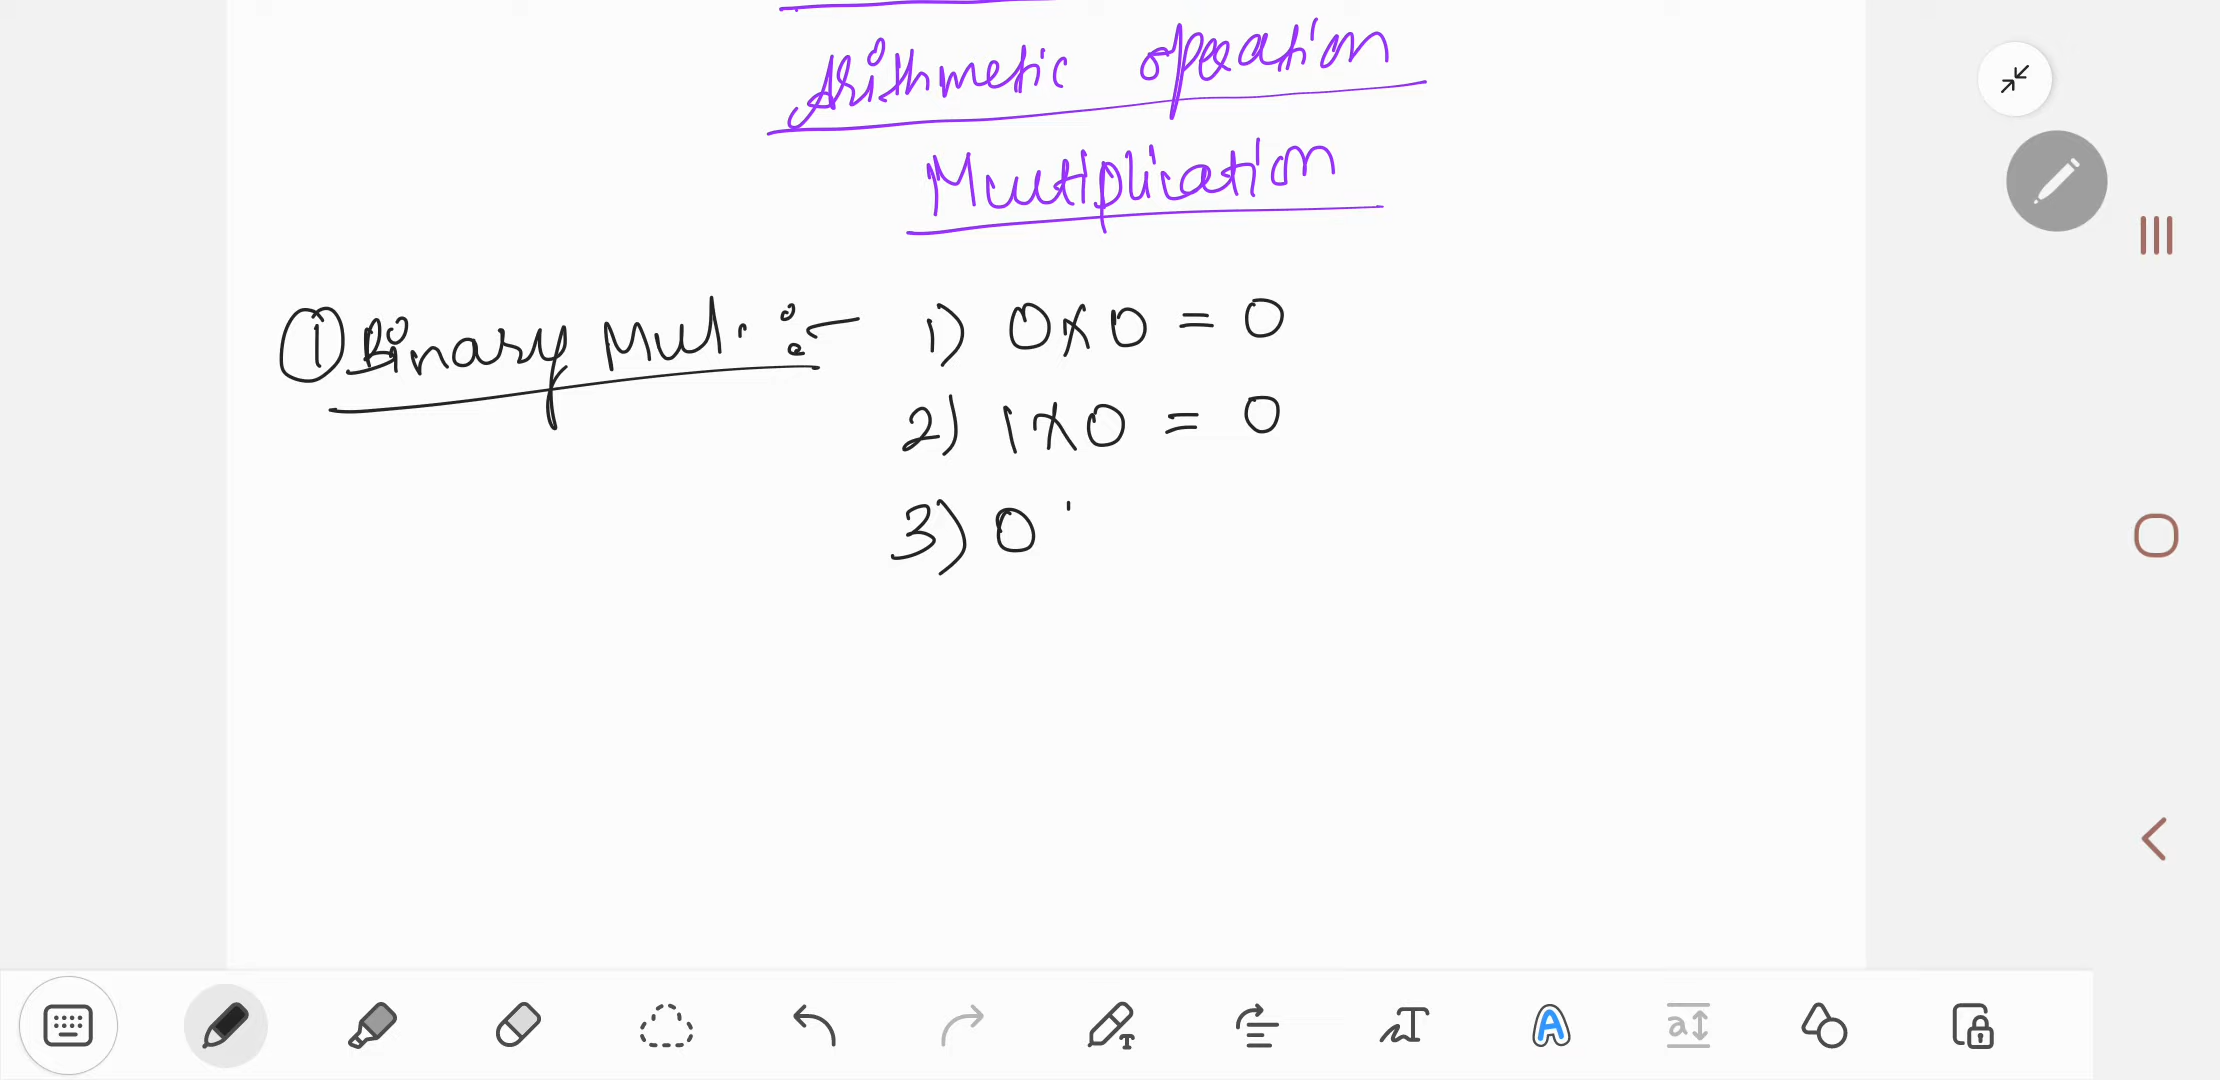 Arithmetic operation
Multiplication
① Binary Mul. :- 1) 0 x 0 = 0
2) 1 x 0 = 0
3) 0